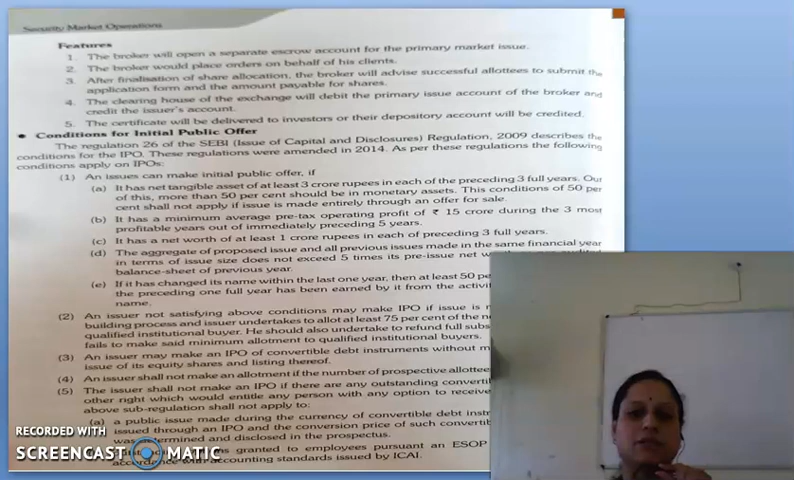 Security Market Operations
Features
1. The broker will open a separate escrow account for the primary market issue.
2. The broker would place orders on behalf of his clients.
3. After finalisation of share allocation, the broker will advise successful allottees to submit the
application form and the amount payable for shares.
4. The clearing house of the exchange will debit the primary issue account of the broker and
credit the issuer's account.
5. The certificate will be delivered to investors or their depository account will be credited.
• Conditions for Initial Public Offer
The regulation 26 of the SEBI (Issue of Capital and Disclosures) Regulation, 2009 describes the
conditions for the IPO. These regulations were amended in 2014. As per these regulations the following
conditions apply on IPOs:
(1) An issues can make initial public offer, if
(a) It has net tangible asset of at least 3 crore rupees in each of the preceding 3 full years. Out
of this, more than 50 per cent should be in monetary assets. This conditions of 50 per
cent shall not apply if issue is made entirely through an offer for sale.
(b) It has a minimum average pre-tax operating profit of ₹ 15 crore during the 3 most
profitable years out of immediately preceding 5 years.
(c) It has a net worth of at least 1 crore rupees in each of preceding 3 full years.
(d) The aggregate of proposed issue and all previous issues made in the same financial year
in terms of issue size does not exceed 5 times its pre-issue net
balance-sheet of previous year.
(e) If it has changed its name within the last one year, then at least 50 per
the preceding one full year has been earned by it from the
name.
(2) An issuer not satisfying above conditions may make IPO if issue is
building process and issuer undertakes to allot at least 75 per cent of the
qualified institutional buyer. He should also undertake to refund full
fails to make said minimum allotment to qualified institutional buyers.
(3) An issuer may make an IPO of convertible debt instruments without
issue of its equity shares and listing thereof.
(4) An issuer shall not make an allotment if the number of prospective
(5) The issuer shall not make an IPO if there are any outstanding
other right which would entitle any person with any option to receive
above sub-regulation shall not apply to:
(a) a public issue made during the currency of convertible debt
issued through an IPO and the conversion price of such
was determined and disclosed in the prospectus.
granted to employees pursuant an ESOP
accordance with accounting standards issued by ICAI.
RECORDED WITH
SCREENCAST MATIC